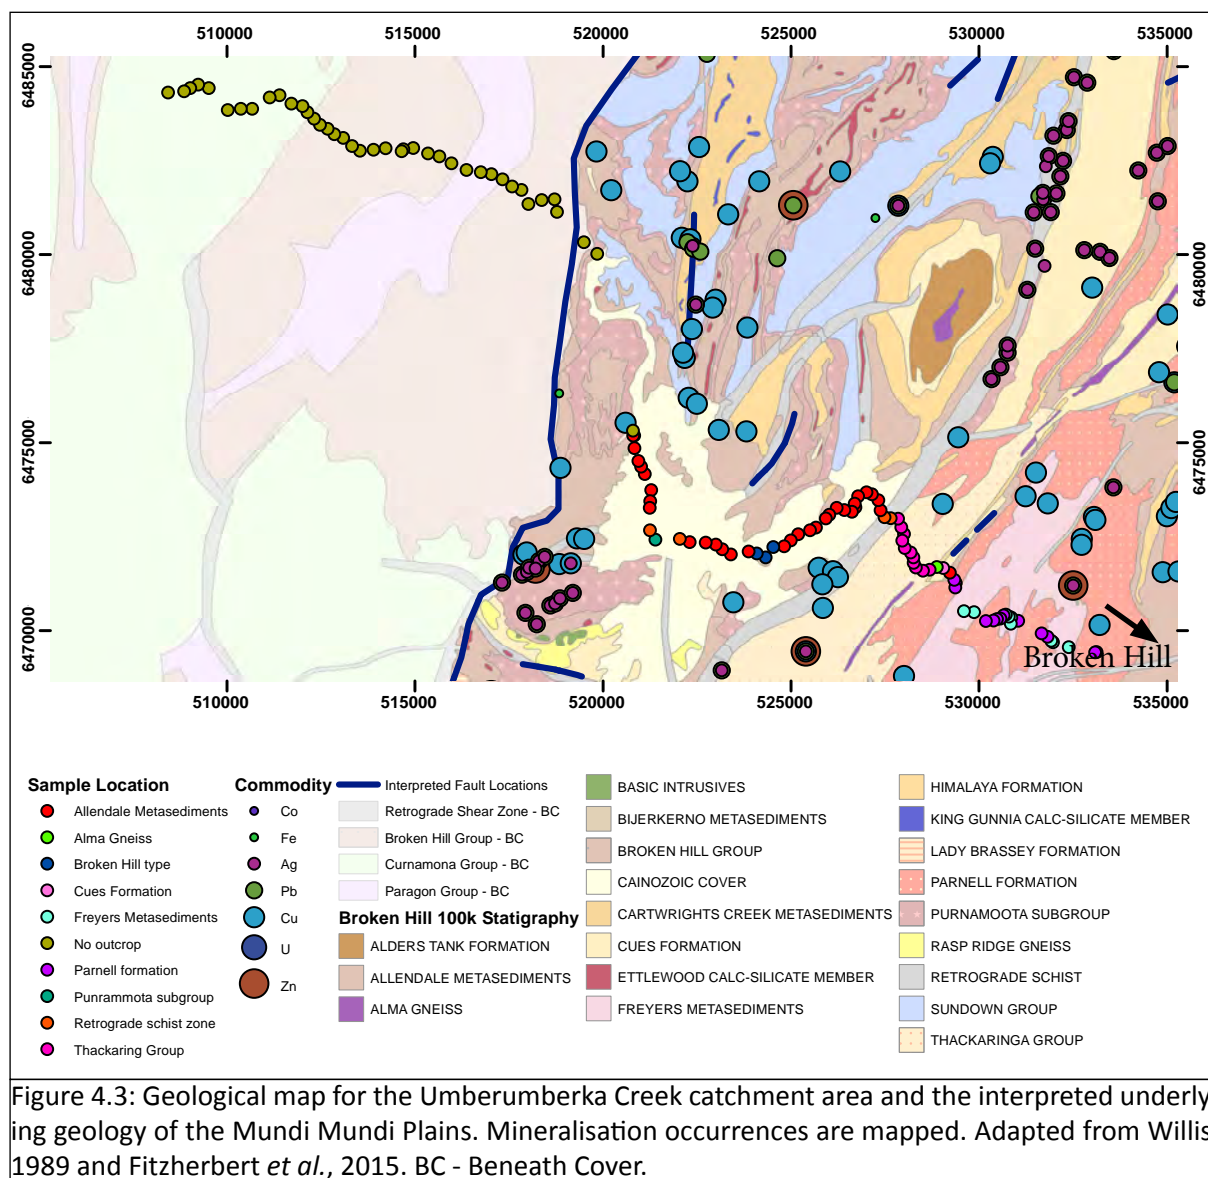 510000 515000 520000 525000 530000 535000
6485000 6485000
6480000 6480000
6475000 6475000
6470000 6470000
Broken Hill
510000 515000 520000 525000 530000 535000
Sample Location
Allendale Metasediments
Alma Gneiss
Broken Hill type
Cues Formation
Freyers Metasediments
No outcrop
Parnell formation
Punrammota subgroup
Retrograde schist zone
Thackaring Group
Commodity
Co
Fe
Ag
Pb
Cu
U
Zn
Interpreted Fault Locations
Retrograde Shear Zone - BC
Broken Hill Group - BC
Curnamona Group - BC
Paragon Group - BC
Broken Hill 100k Statigraphy
ALDERS TANK FORMATION
ALLENDALE METASEDIMENTS
ALMA GNEISS
BASIC INTRUSIVES
BIJERKERNO METASEDIMENTS
BROKEN HILL GROUP
CAINOZOIC COVER
CARTWRIGHTS CREEK METASEDIMENTS
CUES FORMATION
ETTLEWOOD CALC-SILICATE MEMBER
FREYERS METASEDIMENTS
HIMALAYA FORMATION
KING GUNNIA CALC-SILICATE MEMBER
LADY BRASSEY FORMATION
PARNELL FORMATION
PURNAMOOTA SUBGROUP
RASP RIDGE GNEISS
RETROGRADE SCHIST
SUNDOWN GROUP
THACKARINGA GROUP
Figure 4.3: Geological map for the Umberumberka Creek catchment area and the interpreted underly-
ing geology of the Mundi Mundi Plains. Mineralisation occurrences are mapped. Adapted from Willis
1989 and Fitzherbert et al., 2015. BC - Beneath Cover.